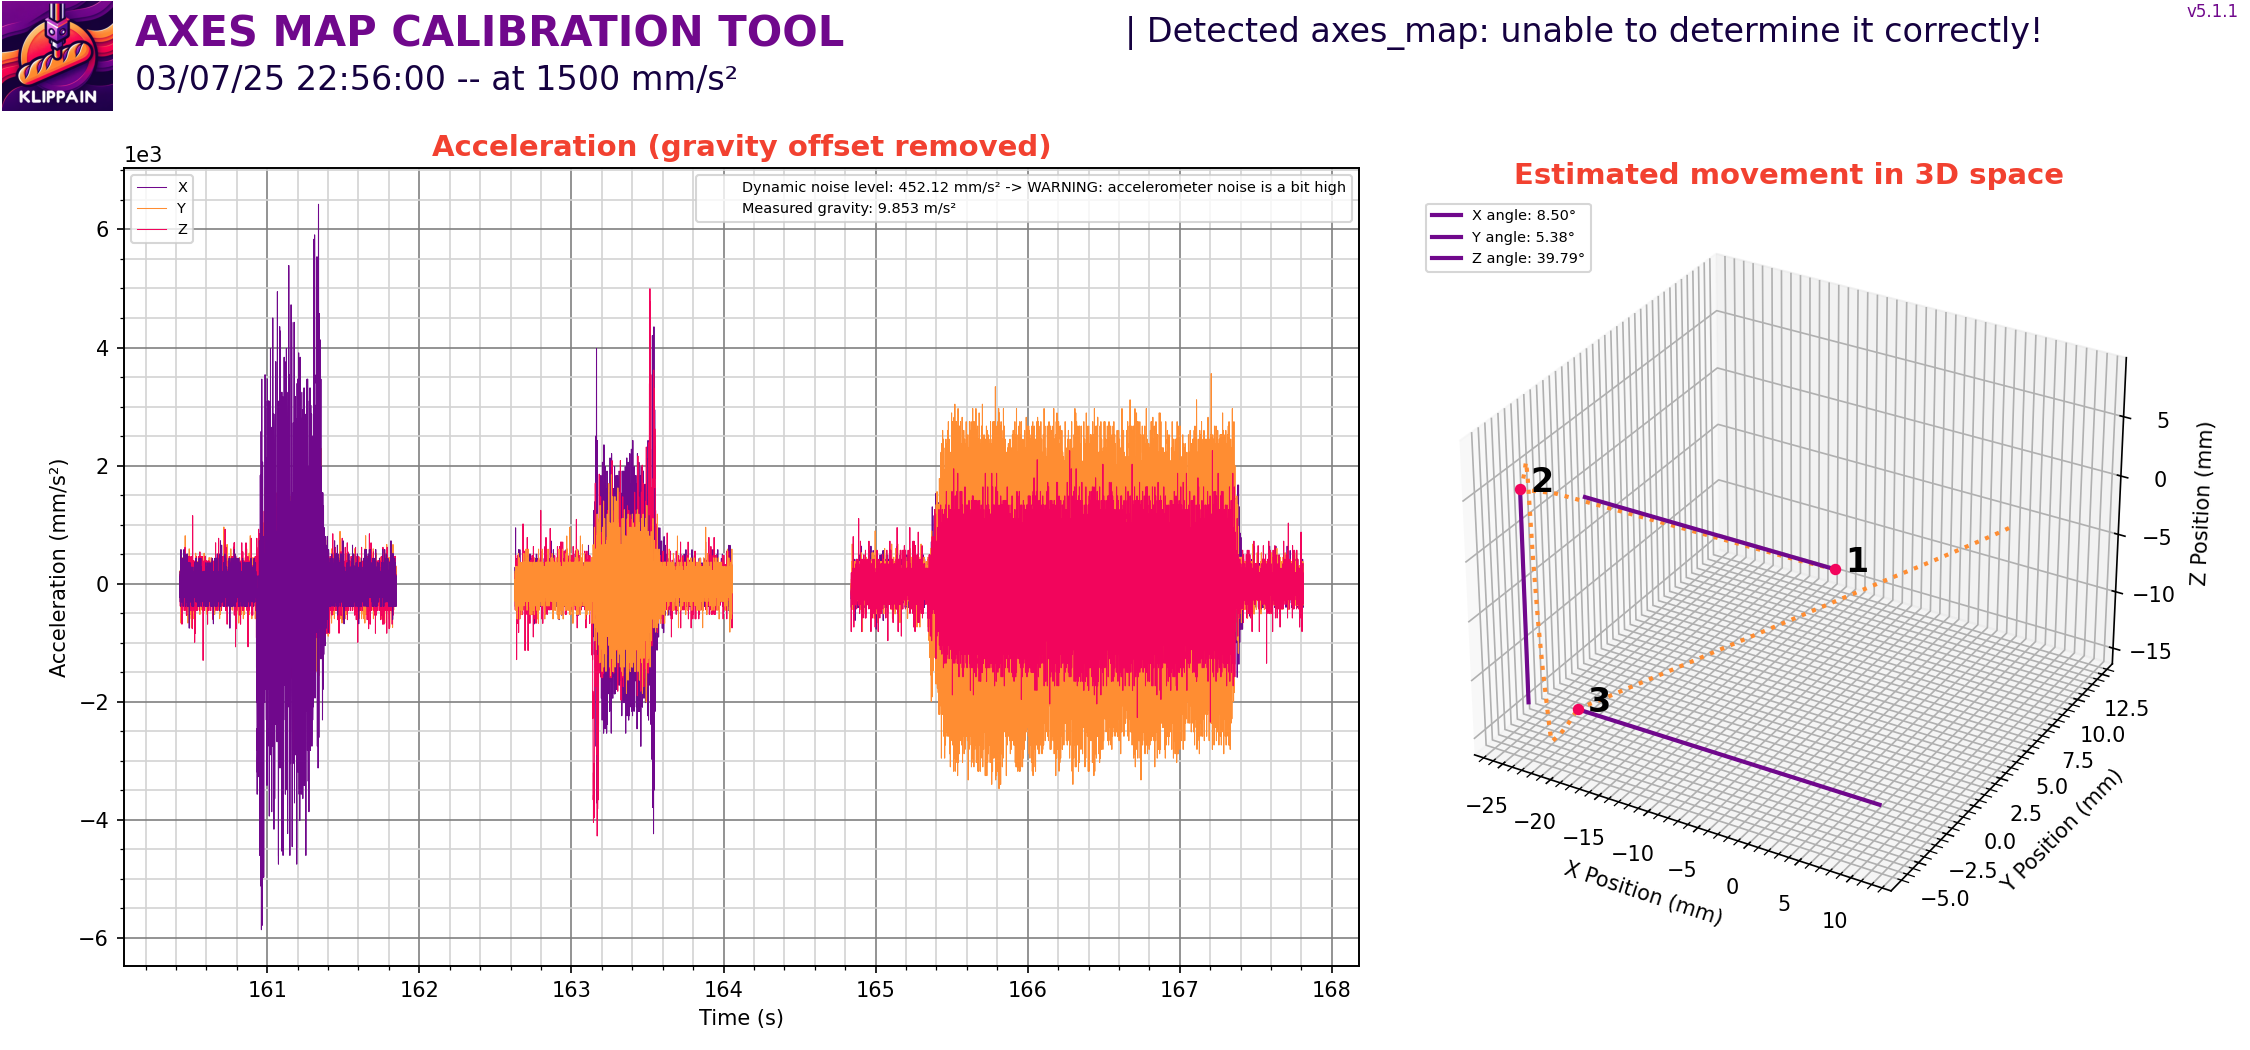 AXES MAP CALIBRATION TOOL
| Detected axes_map: unable to determine it correctly!
v5.1.1
03/07/25 22:56:00 -- at 1500 mm/s²
KLIPPAIN
Acceleration (gravity offset removed)
1e3
X
Y
Z
Dynamic noise level: 452.12 mm/s² -> WARNING: accelerometer noise is a bit high
Measured gravity: 9.853 m/s²
6
4
2
0
−2
−4
−6
Acceleration (mm/s²)
161 162 163 164 165 166 167 168
Time (s)
Estimated movement in 3D space
X angle: 8.50°
Y angle: 5.38°
Z angle: 39.79°
1
2
3
5
0
−5
−10
−15
Z Position (mm)
12.5
10.0
7.5
5.0
2.5
0.0
−2.5
−5.0
Y Position (mm)
−25
−20
−15
−10
−5
0
5
10
X Position (mm)